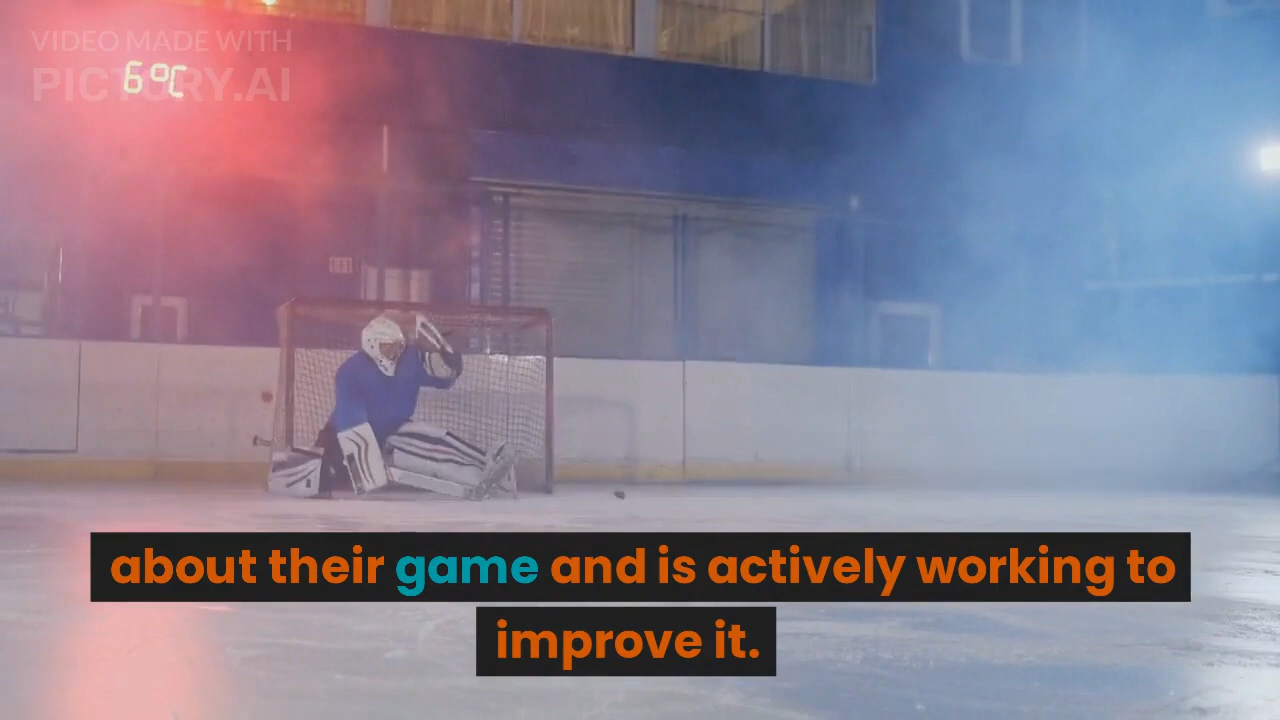 VIDEO MADE WITH
PICTORY.AI
6°C
about their game and is actively working to
improve it.